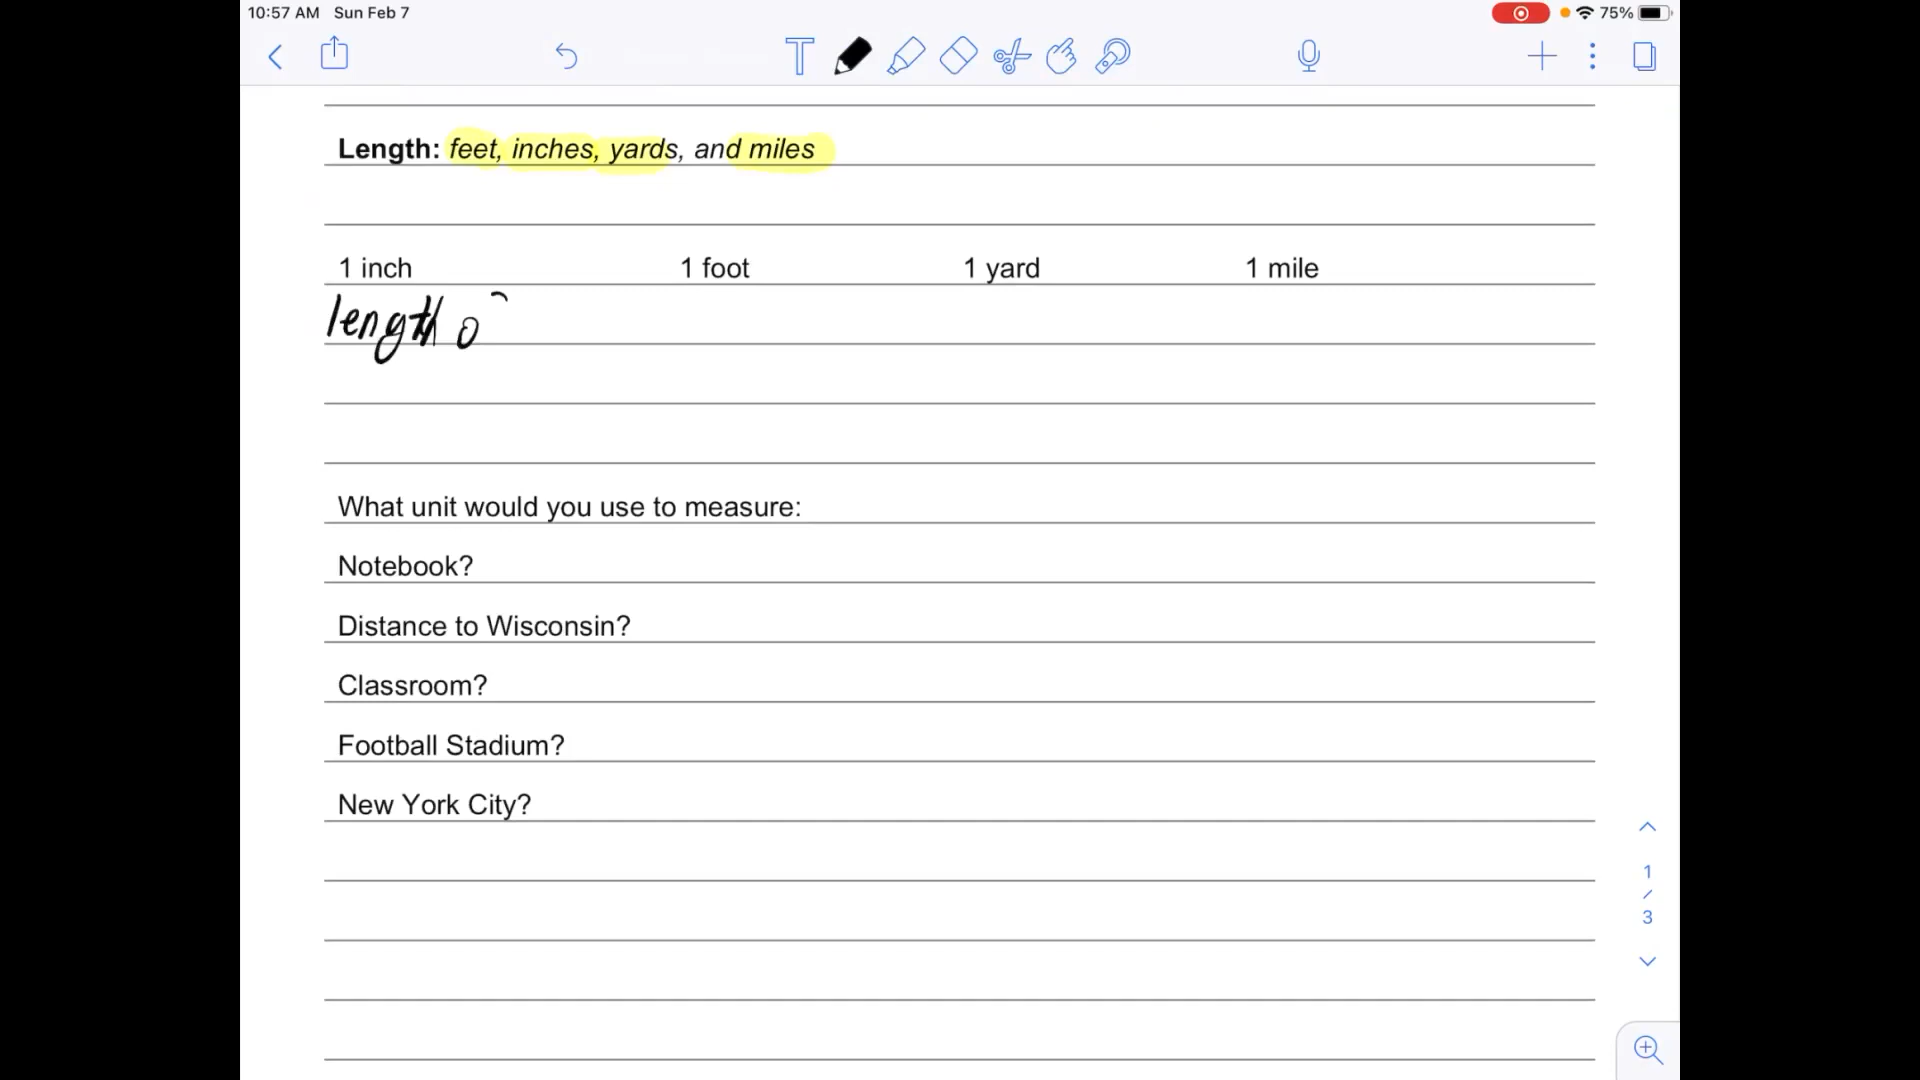 10:57 AM Sun Feb 7 75%
Length: feet, inches, yards, and miles
1 inch 1 foot 1 yard 1 mile
length o
What unit would you use to measure:
Notebook?
Distance to Wisconsin?
Classroom?
Football Stadium?
New York City?
1
/
3